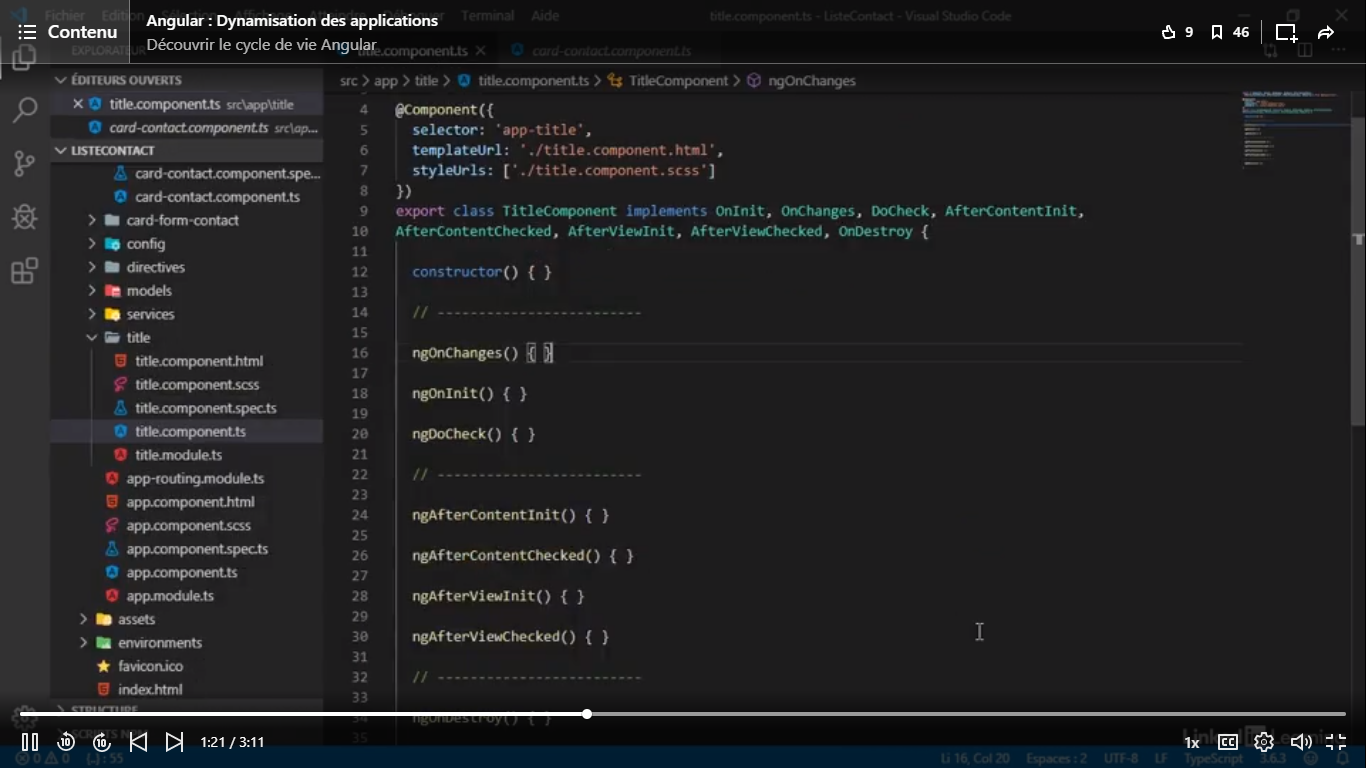 Contenu
Angular : Dynamisation des applications
Découvrir le cycle de vie Angular
9
46
Fichier
Terminal
Aide
title.component.ts - ListeContact - Visual Studio Code
title.component.ts
card-contact.component.ts
ÉDITEURS OUVERTS
title.component.ts src\app\title
card-contact.component.ts src\ap...
LISTECONTACT
card-contact.component.spe...
card-contact.component.ts
card-form-contact
config
directives
models
services
title
title.component.html
title.component.scss
title.component.spec.ts
title.component.ts
title.module.ts
app-routing.module.ts
app.component.html
app.component.scss
app.component.spec.ts
app.component.ts
app.module.ts
assets
environments
favicon.ico
index.html
STRUCTURE
src > app > title > title.component.ts > TitleComponent > ngOnChanges
4 @Component({
5 selector: 'app-title',
6 templateUrl: './title.component.html',
7 styleUrls: ['./title.component.scss']
8 })
9 export class TitleComponent implements OnInit, OnChanges, DoCheck, AfterContentInit,
10 AfterContentChecked, AfterViewInit, AfterViewChecked, OnDestroy {
11
12 constructor() { }
13
14 // -------------------------
15
16 ngOnChanges() { }
17
18 ngOnInit() { }
19
20 ngDoCheck() { }
21
22 // -------------------------
23
24 ngAfterContentInit() { }
25
26 ngAfterContentChecked() { }
27
28 ngAfterViewInit() { }
29
30 ngAfterViewChecked() { }
31
32 // -------------------------
33
34 ngOnDestroy() { }
35
10
10
1:21 / 3:11
1x
CC
Li 16, Col 20 Espaces : 2 UTF-8 LF TypeScript 3.6.3